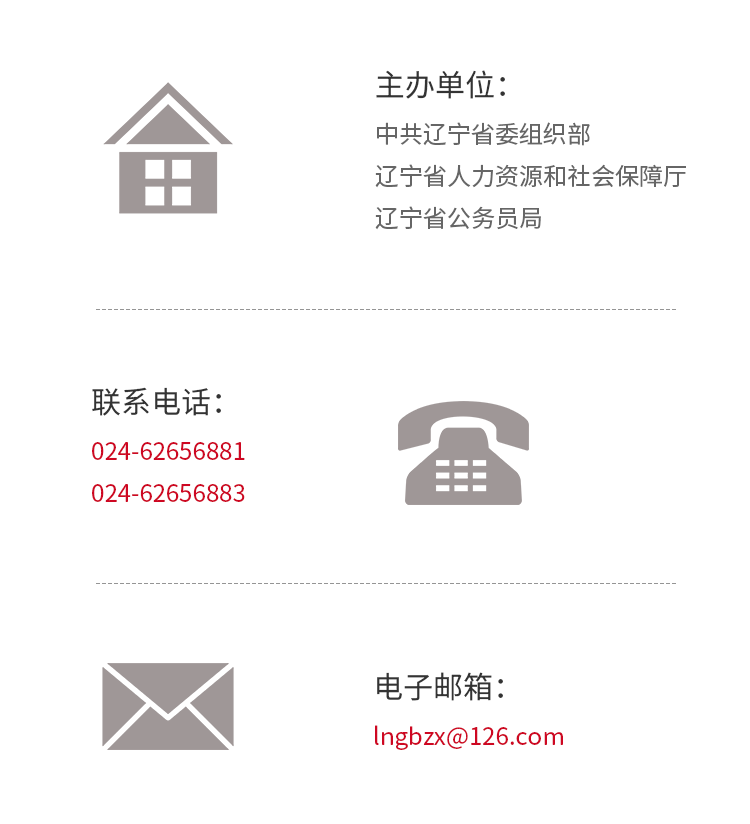 主办单位：
中共辽宁省委组织部
辽宁省人力资源和社会保障厅
辽宁省公务员局
联系电话：
024-62656881
024-62656883
电子邮箱：
lngbzx@126.com